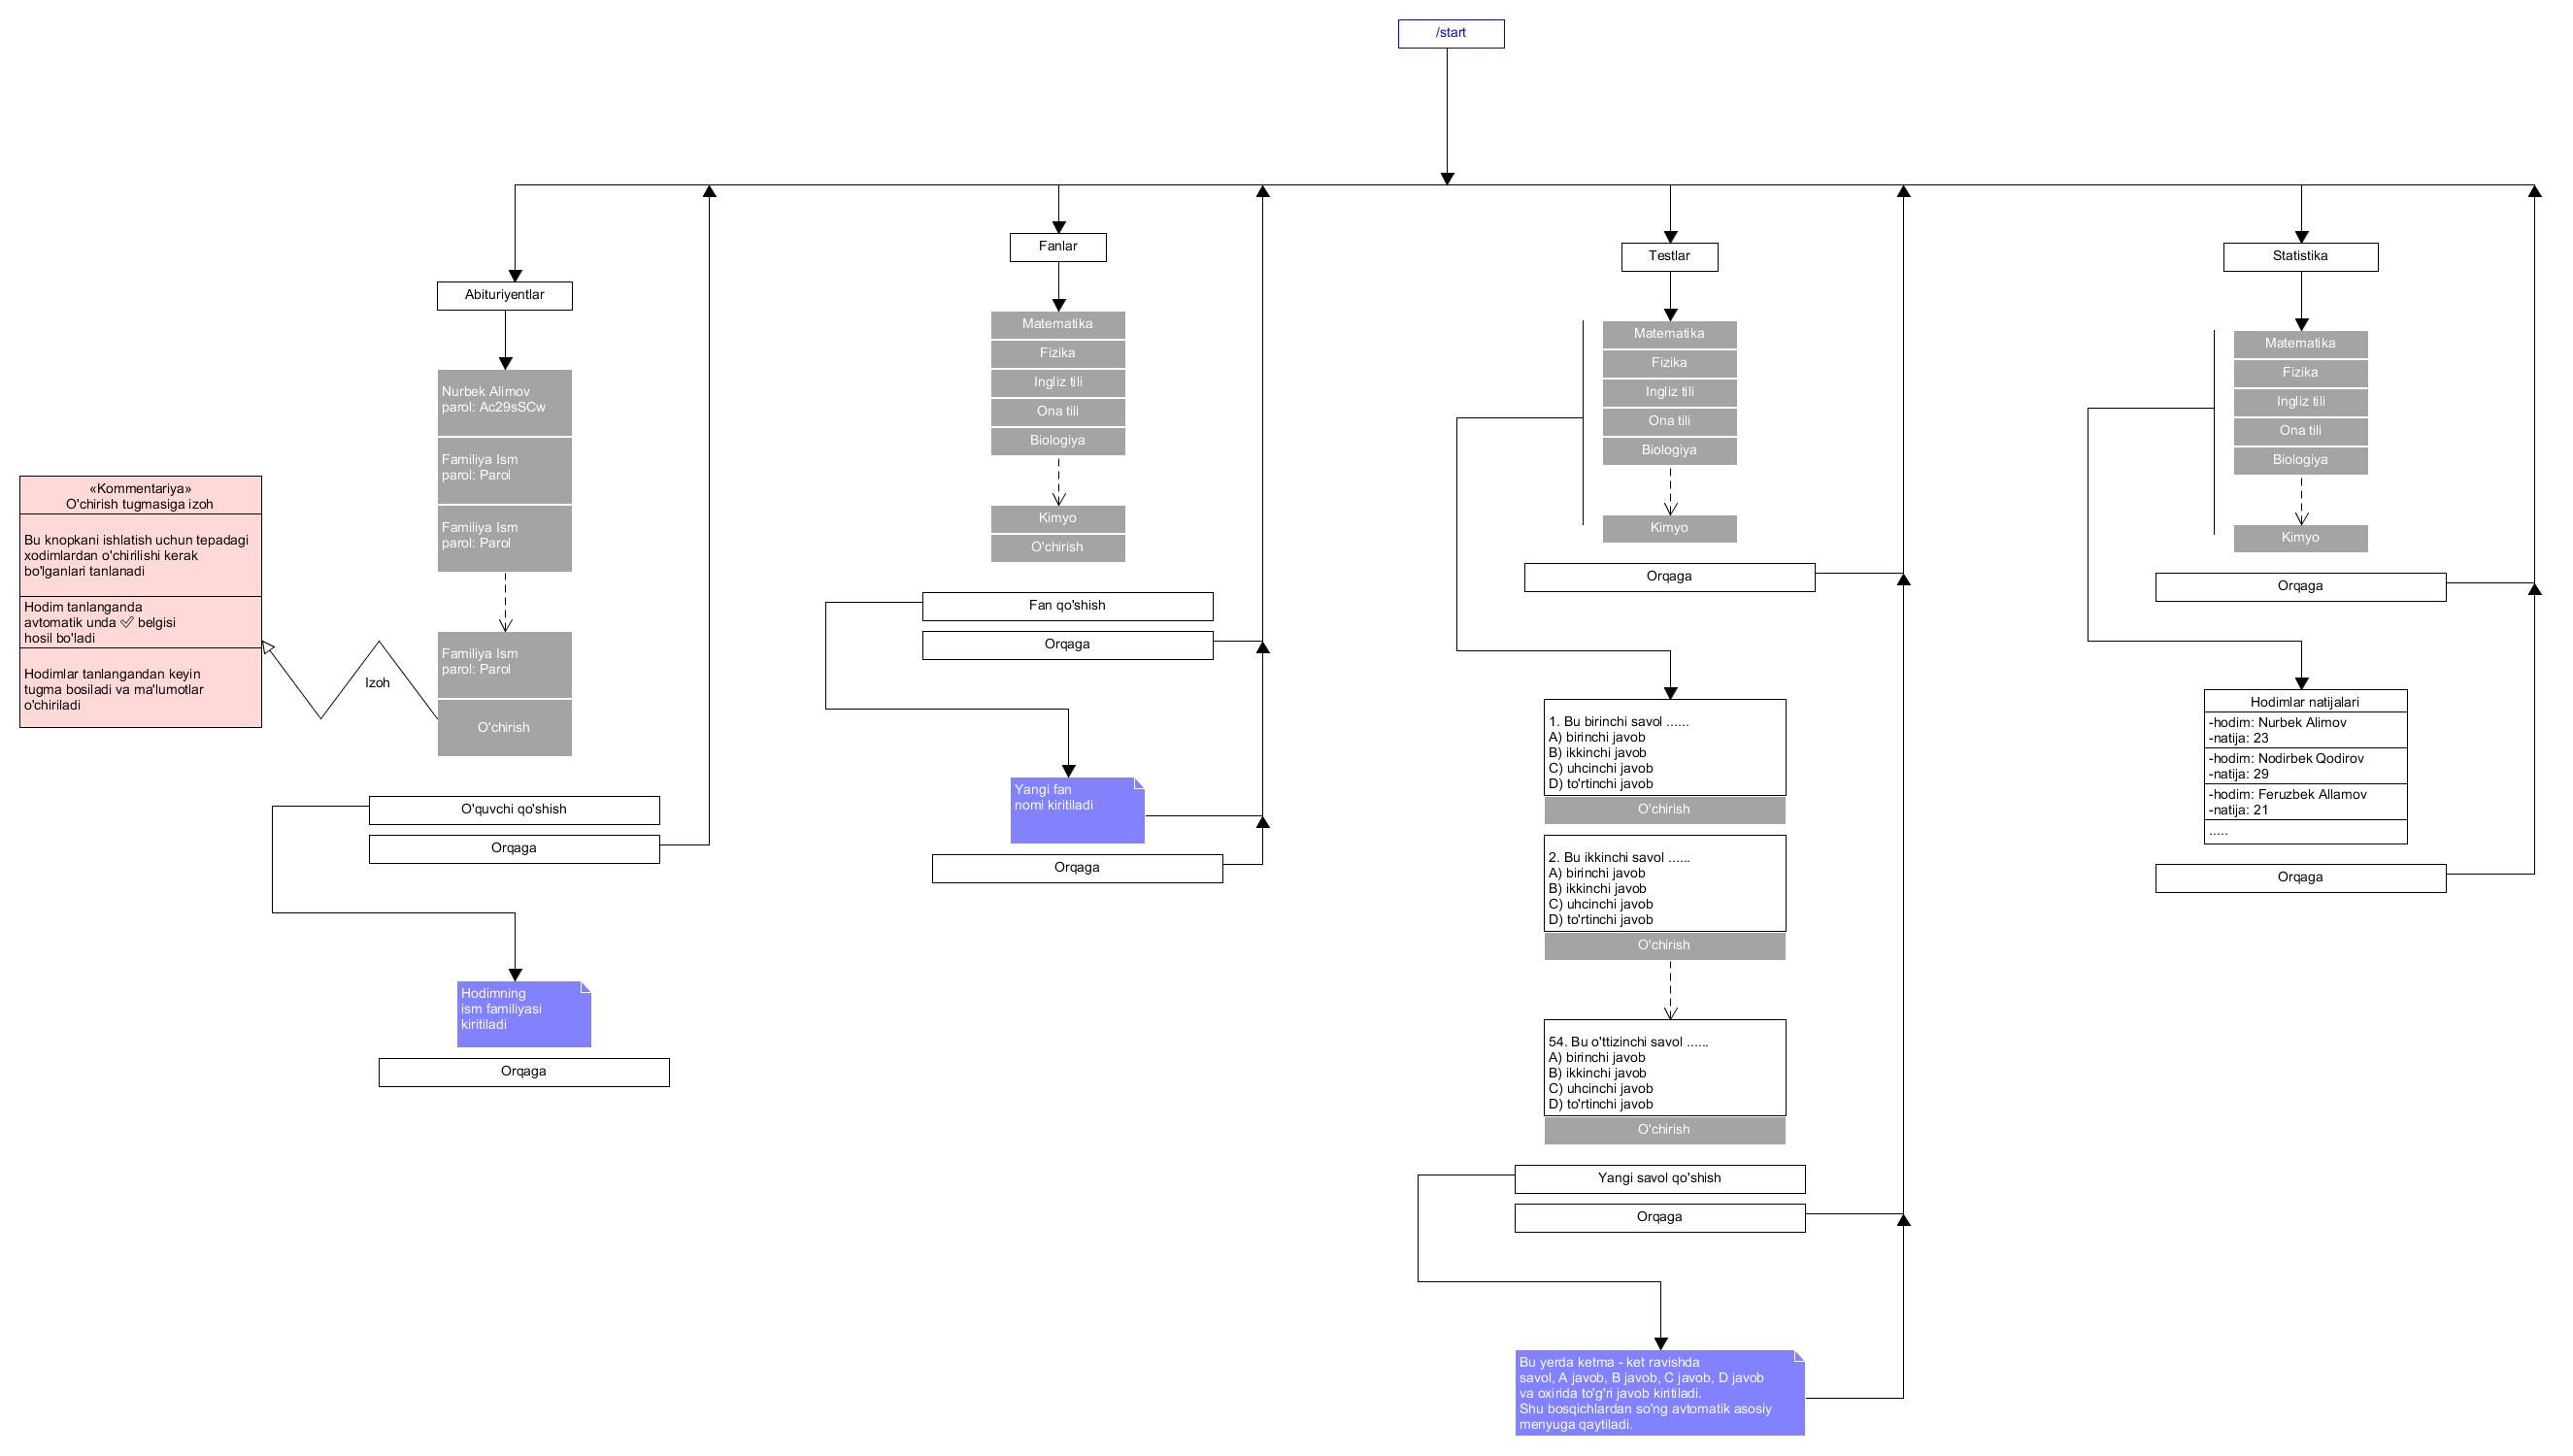 /start
Abituriyentlar
Nurbek Alimov
parol: Ac29sSCw
Familiya Ism
parol: Parol
Familiya Ism
parol: Parol
Familiya Ism
parol: Parol
O'chirish
«Kommentariya»
O'chirish tugmasiga izoh
Bu knopkani ishlatish uchun tepadagi
xodimlardan o'chirilishi kerak
bo'lganlari tanlanadi
Hodim tanlanganda
avtomatik unda ✅ belgisi
hosil bo'ladi
Hodimlar tanlangandan keyin
tugma bosiladi va ma'lumotlar
o'chiriladi
Izoh
O'quvchi qo'shish
Orqaga
Hodimning
ism familiyasi
kiritiladi
Orqaga
Fanlar
Matematika
Fizika
Ingliz tili
Ona tili
Biologiya
Kimyo
O'chirish
Fan qo'shish
Orqaga
Yangi fan
nomi kiritiladi
Orqaga
Testlar
Matematika
Fizika
Ingliz tili
Ona tili
Biologiya
Kimyo
Orqaga
1. Bu birinchi savol ......
A) birinchi javob
B) ikkinchi javob
C) uhcinchi javob
D) to'rtinchi javob
O'chirish
2. Bu ikkinchi savol ......
A) birinchi javob
B) ikkinchi javob
C) uhcinchi javob
D) to'rtinchi javob
O'chirish
54. Bu o'ttizinchi savol ......
A) birinchi javob
B) ikkinchi javob
C) uhcinchi javob
D) to'rtinchi javob
O'chirish
Yangi savol qo'shish
Orqaga
Bu yerda ketma - ket ravishda
savol, A javob, B javob, C javob, D javob
va oxirida to'g'ri javob kiritiladi.
Shu bosqichlardan so'ng avtomatik asosiy
menyuga qaytiladi.
Statistika
Matematika
Fizika
Ingliz tili
Ona tili
Biologiya
Kimyo
Orqaga
Hodimlar natijalari
-hodim: Nurbek Alimov
-natija: 23
-hodim: Nodirbek Qodirov
-natija: 29
-hodim: Feruzbek Allamov
-natija: 21
.....
Orqaga